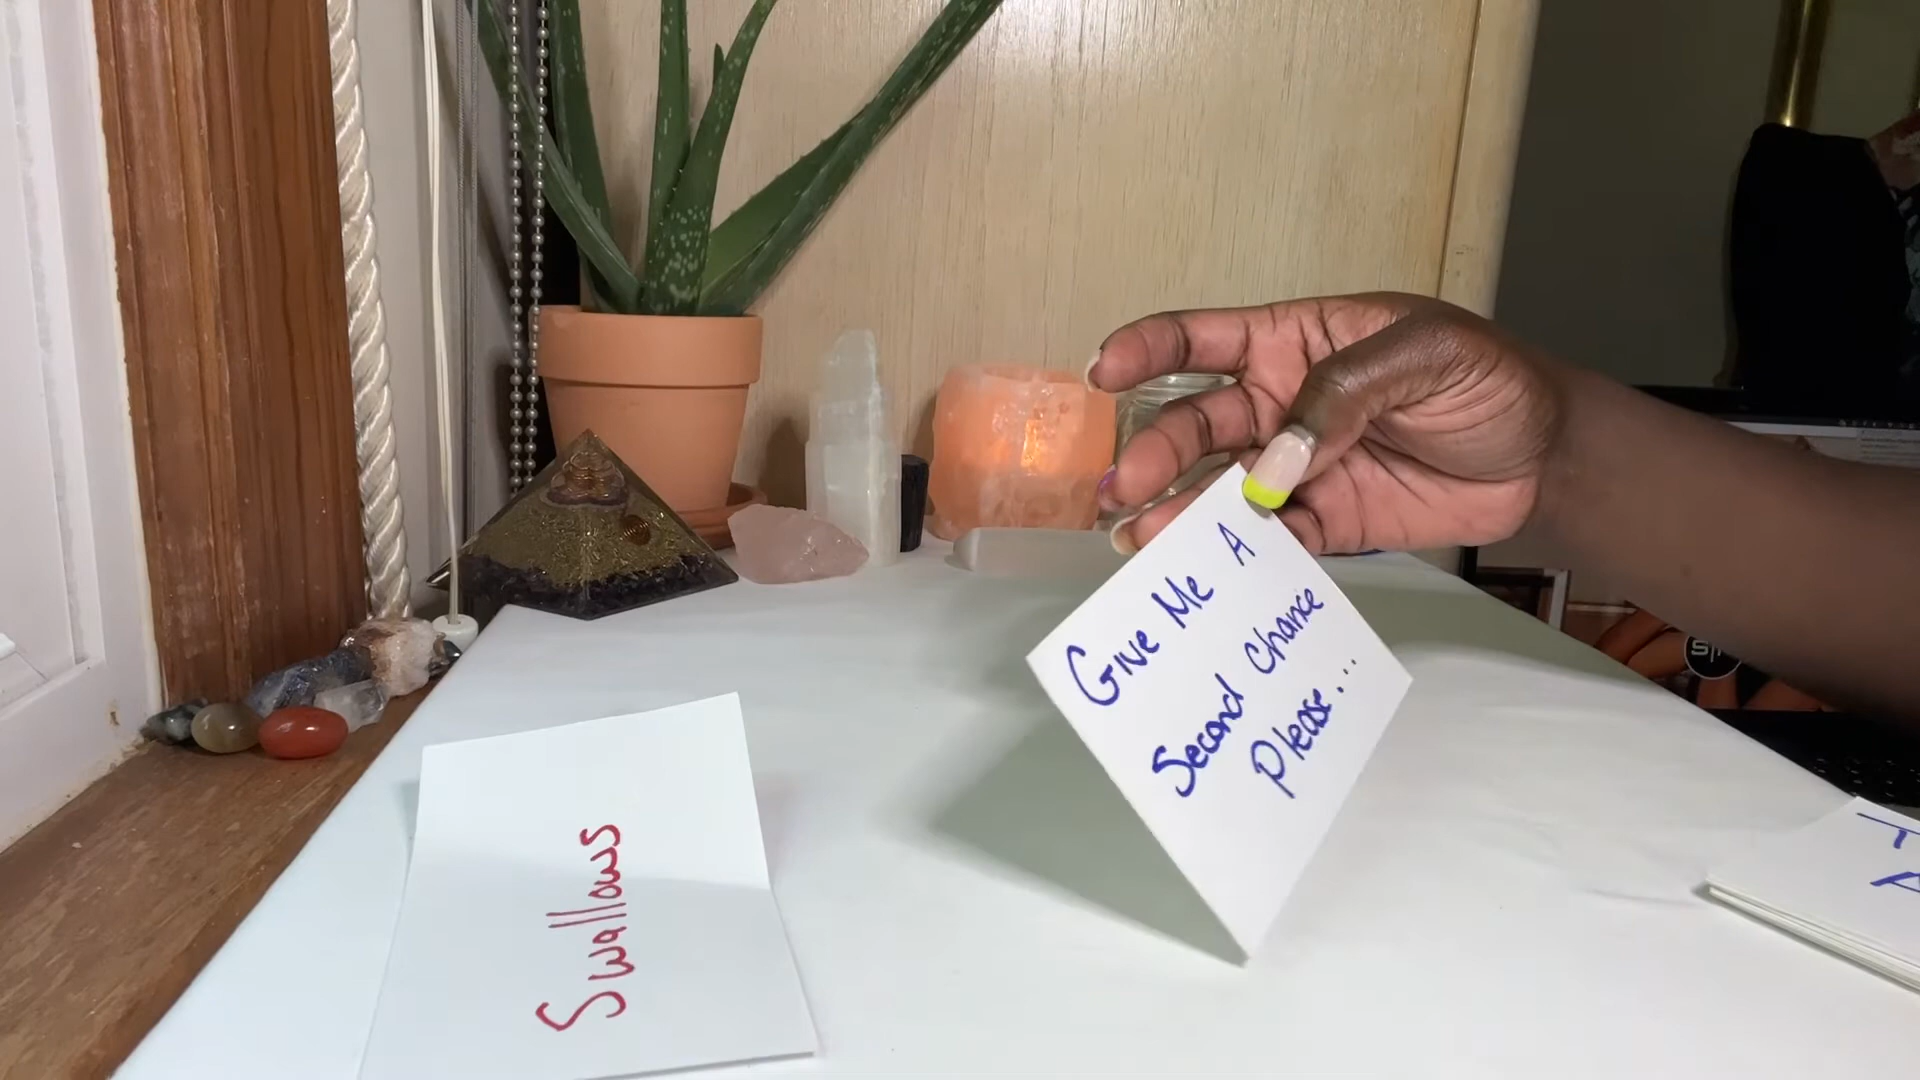 Give Me A
Second Chance
Please...
Swallows